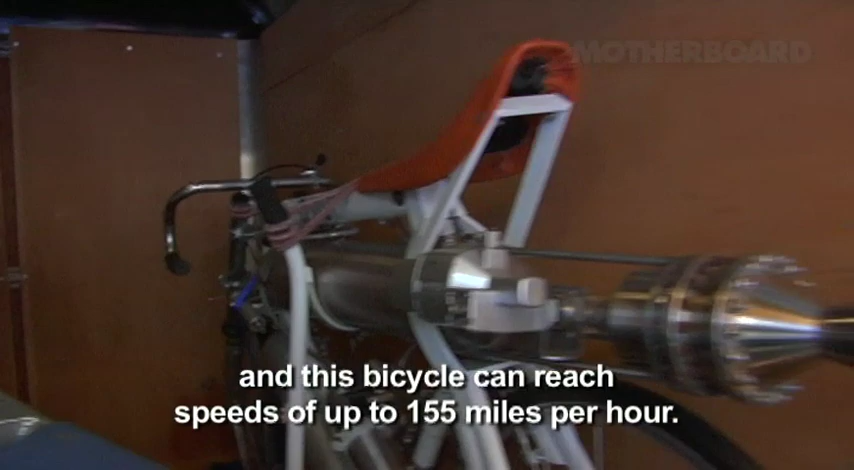 MOTHERBOARD
and this bicycle can reach
speeds of up to 155 miles per hour.